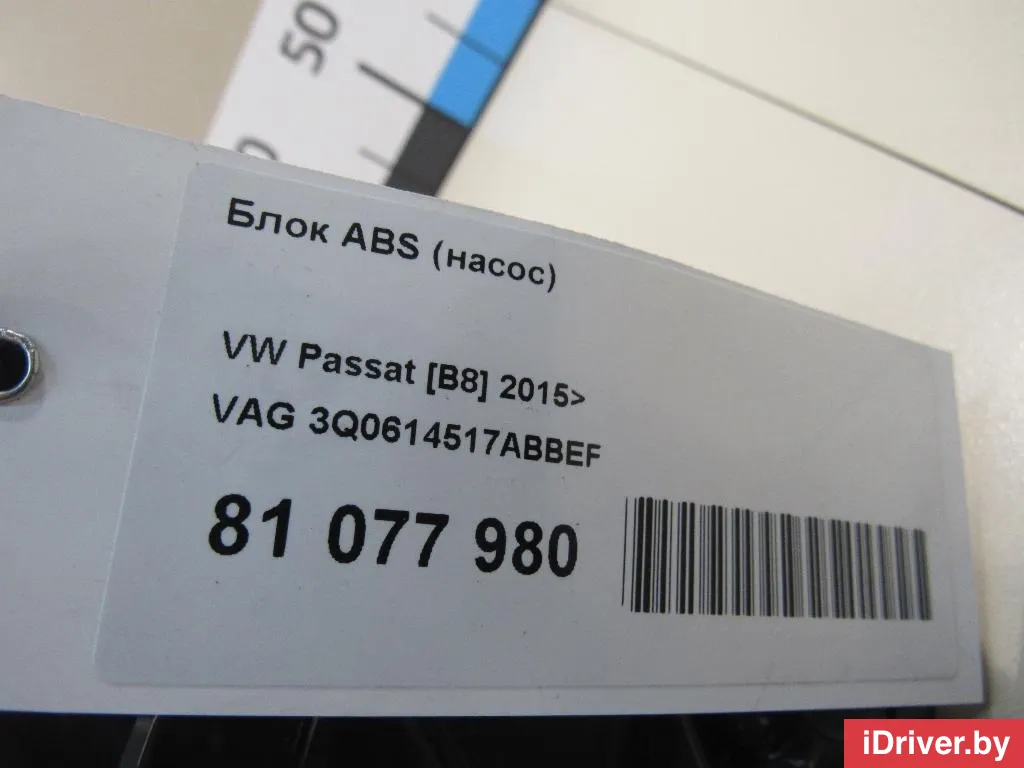 50
Блок ABS (насос)
VW Passat [B8] 2015>
VAG 3Q0614517ABBEF
81 077 980
iDriver.by